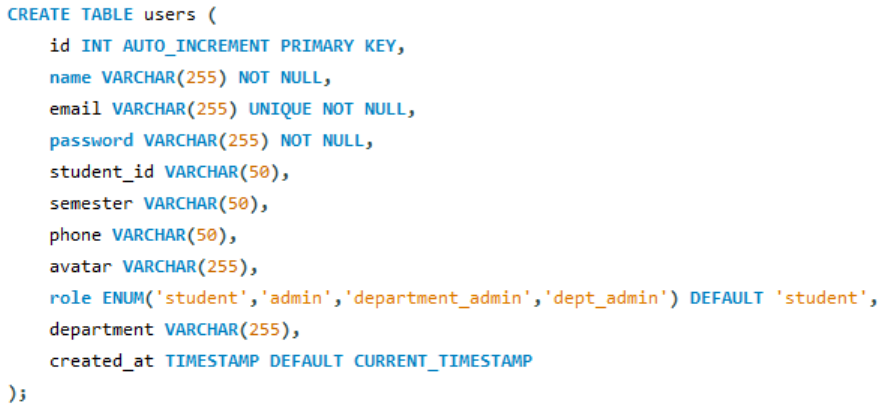 CREATE TABLE users (
    id INT AUTO_INCREMENT PRIMARY KEY,
    name VARCHAR(255) NOT NULL,
    email VARCHAR(255) UNIQUE NOT NULL,
    password VARCHAR(255) NOT NULL,
    student_id VARCHAR(50),
    semester VARCHAR(50),
    phone VARCHAR(50),
    avatar VARCHAR(255),
    role ENUM('student','admin','department_admin','dept_admin') DEFAULT 'student',
    department VARCHAR(255),
    created_at TIMESTAMP DEFAULT CURRENT_TIMESTAMP
);